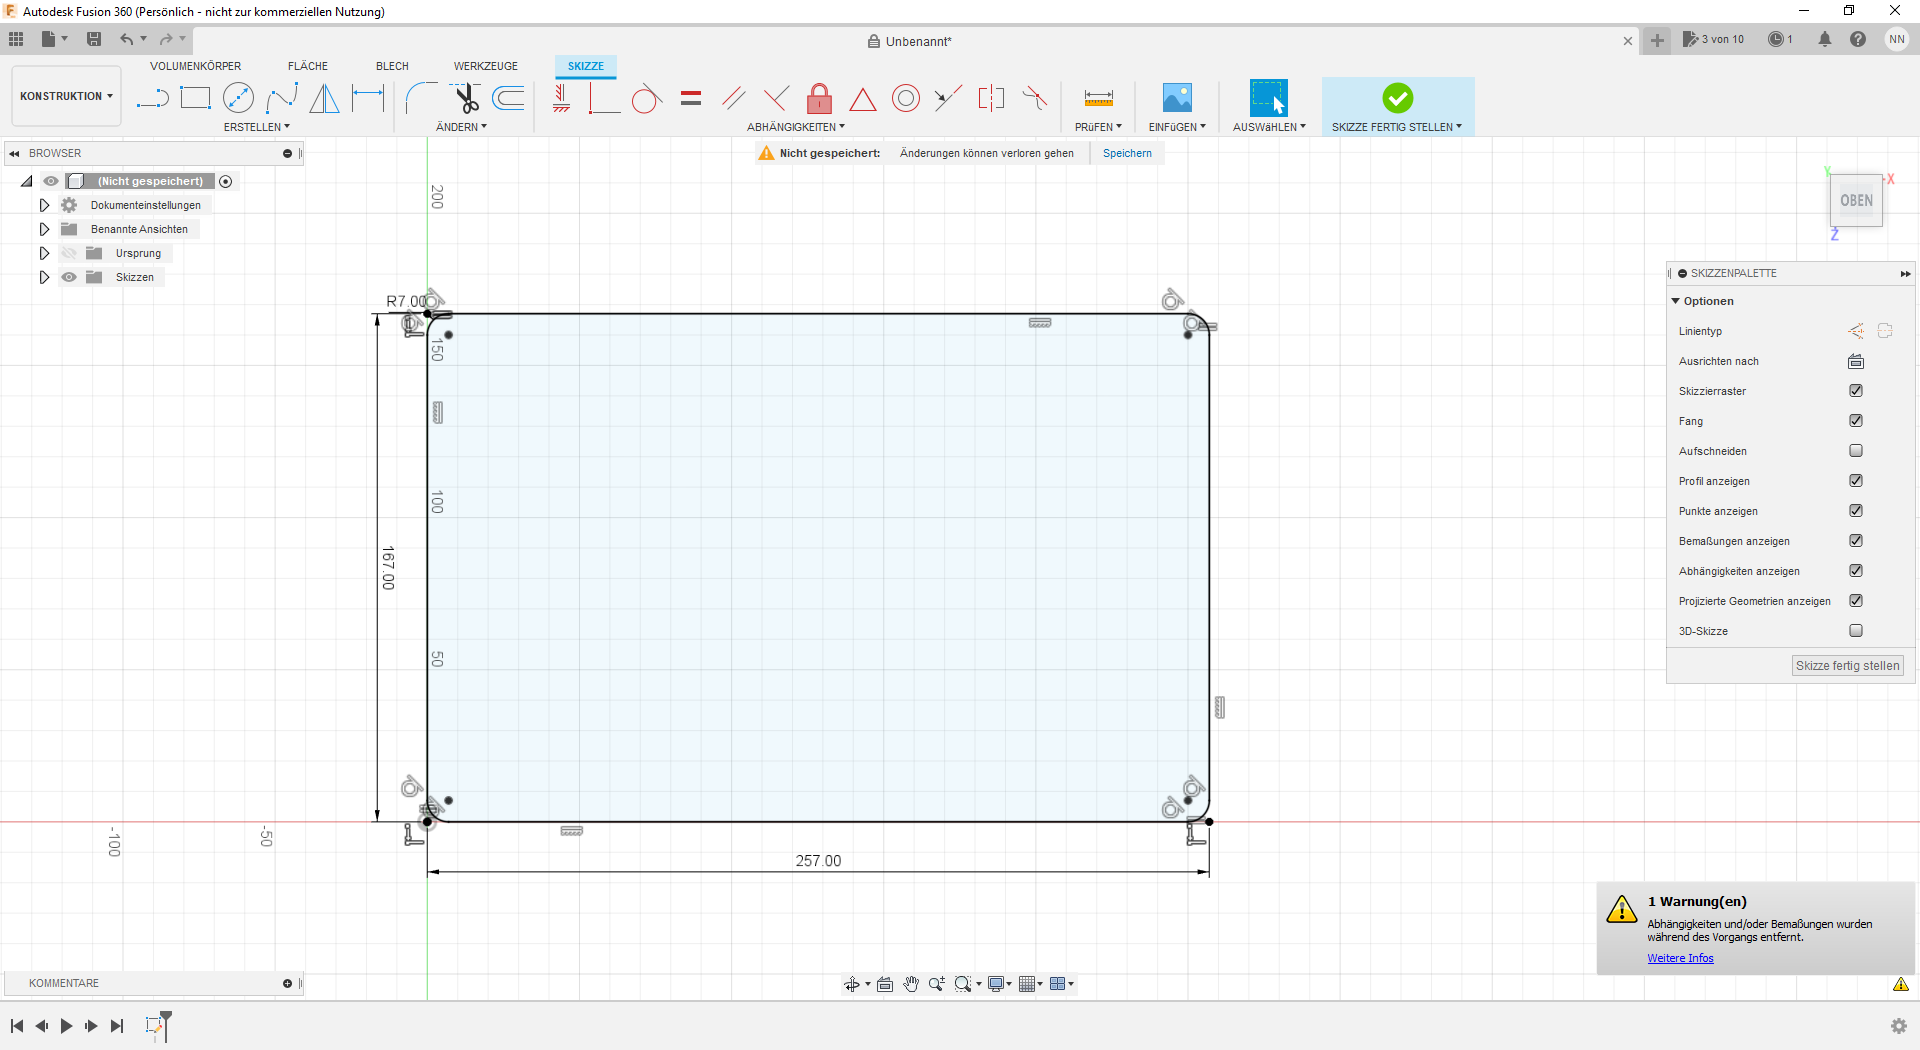 Autodesk Fusion 360 (Persönlich - nicht zur kommerziellen Nutzung)
Unbenannt*
3 von 10
1
NN
VOLUMENKÖRPER FLÄCHE BLECH WERKZEUGE SKIZZE
KONSTRUKTION
ERSTELLEN ÄNDERN ABHÄNGIGKEITEN PRüFEN EINFüGEN AUSWäHLEN SKIZZE FERTIG STELLEN
BROWSER
Nicht gespeichert: Änderungen können verloren gehen Speichern
(Nicht gespeichert)
Dokumenteinstellungen
Benannte Ansichten
Ursprung
Skizzen
200
Y
X
OBEN
Z
SKIZZENPALETTE
Optionen
Linientyp
Ausrichten nach
Skizzierraster
Fang
Aufschneiden
Profil anzeigen
Punkte anzeigen
Bemaßungen anzeigen
Abhängigkeiten anzeigen
Projizierte Geometrien anzeigen
3D-Skizze
Skizze fertig stellen
R7.00
150
100
167.00
50
-100
-50
257.00
1 Warnung(en)
Abhängigkeiten und/oder Bemaßungen wurden
während des Vorgangs entfernt.
Weitere Infos
KOMMENTARE